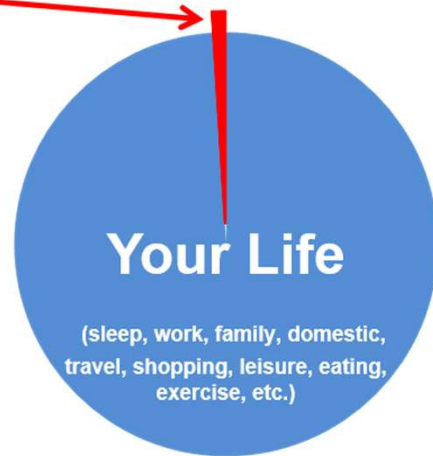 Your Life
(sleep, work, family, domestic,
travel, shopping, leisure, eating,
exercise, etc.)